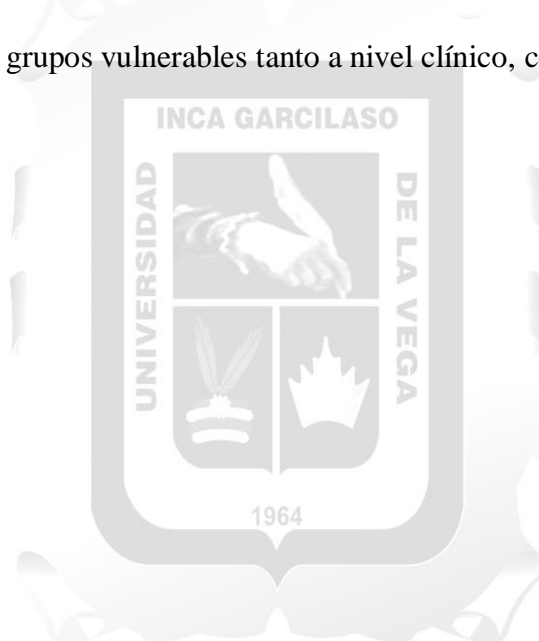 grupos vulnerables tanto a nivel clínico, c
INCA GARCILASO
UNIVERSIDAD
DE LA VEGA
1964